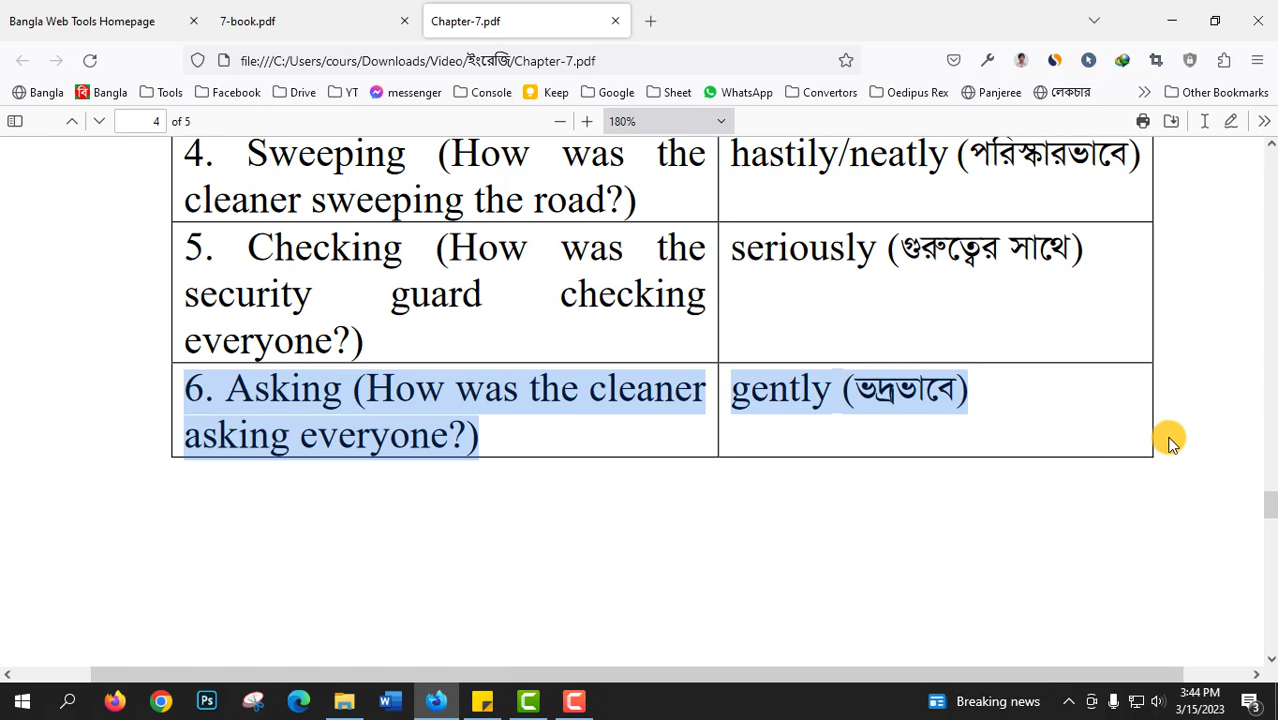 Bangla Web Tools Homepage
7-book.pdf
Chapter-7.pdf
file:///C:/Users/coury/Downloads/Video/ইংরেজি/Chapter-7.pdf
Bangla
Bangla
Tools
Facebook
Drive
YT
messenger
Console
Keep
Google
Sheet
WhatsApp
Convertors
Oedipus Rex
Panjeree
লেকচার
Other Bookmarks
4 of 5
180%
4. Sweeping (How was the
cleaner sweeping the road?)
hastily/neatly (পরিস্কারভাবে)
5. Checking (How was the
security guard checking
everyone?)
seriously (গুরুত্বের সাথে)
6. Asking (How was the cleaner
asking everyone?)
gently (ভদ্রভাবে)
Breaking news
3:44 PM
3/15/2023
3